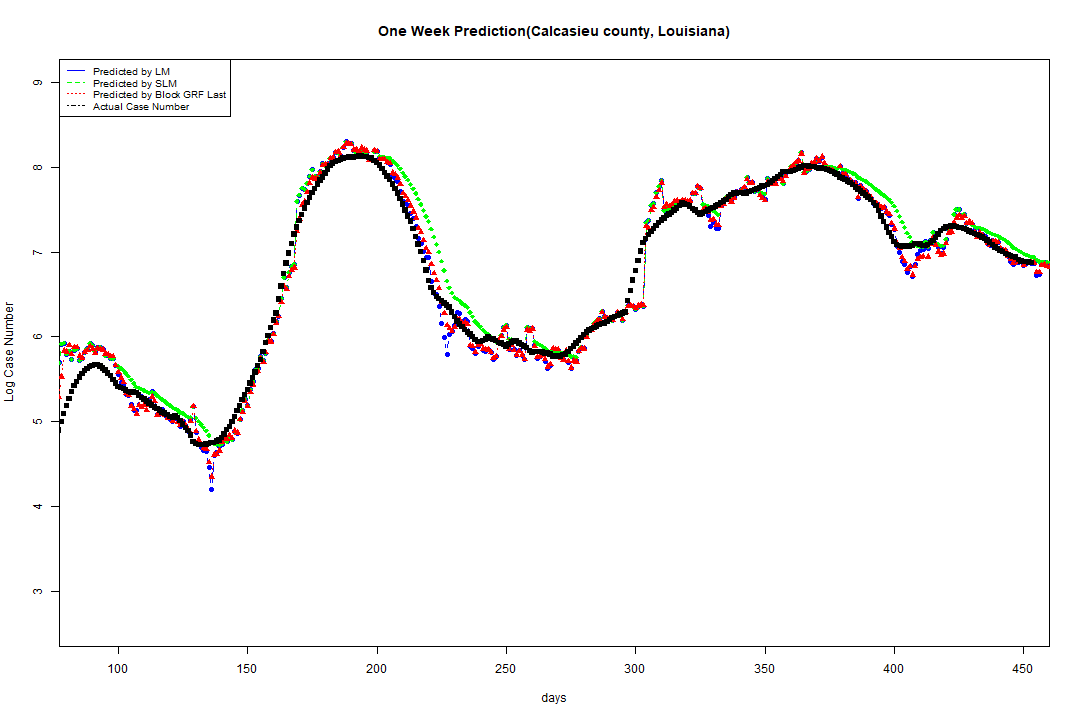 One Week Prediction(Calcasieu county, Louisiana)
Predicted by LM
Predicted by SLM
Predicted by Block GRF Last
Actual Case Number
9
8
7
6
5
4
3
Log Case Number
100 150 200 250 300 350 400 450
days